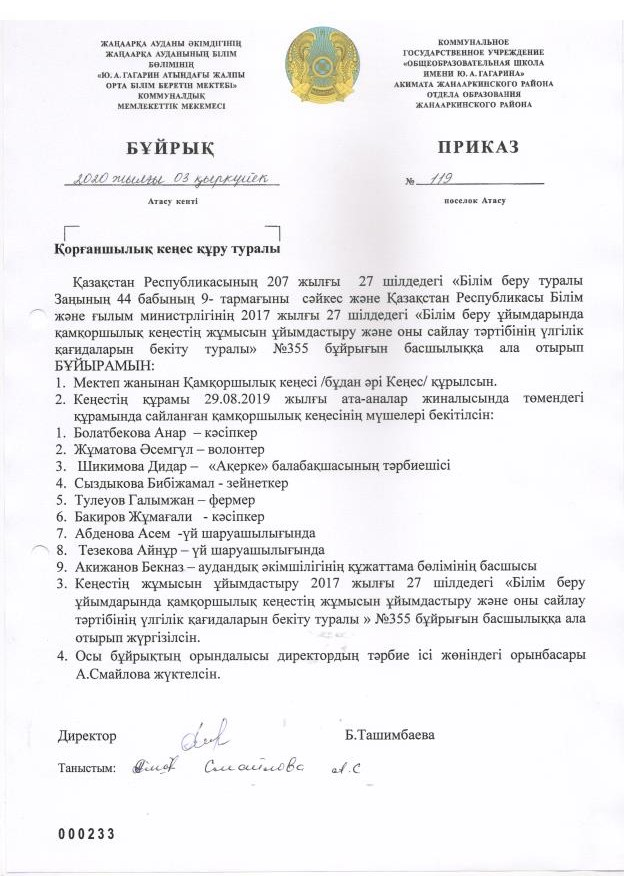 ЖАҢААРҚА АУДАНЫ ӘКІМДІГІНІҢ
ЖАҢААРҚА АУДАНЫНЫҢ БІЛІМ
БӨЛІМІНІҢ
«Ю. А. ГАГАРИН АТЫНДАҒЫ ЖАЛПЫ
ОРТА БІЛІМ БЕРЕТІН МЕКТЕБІ»
КОММУНАЛДЫҚ
МЕМЛЕКЕТТІК МЕКЕМЕСІ
КОММУНАЛЬНОЕ
ГОСУДАРСТВЕННОЕ УЧРЕЖДЕНИЕ
«ОБЩЕОБРАЗОВАТЕЛЬНАЯ ШКОЛА
ИМЕНИ Ю. А. ГАГАРИНА»
АКИМАТА ЖАНААРКИНСКОГО РАЙОНА
ОТДЕЛА ОБРАЗОВАНИЯ
ЖАНААРКИНСКОГО РАЙОНА
БҰЙРЫҚ
ПРИКАЗ
2020 жылғы 03 қыркүйек
№ 119
Атасу кенті
поселок Атасу
Қорғаншылық кеңес құру туралы
Қазақстан Республикасының 207 жылғы 27 шілдедегі «Білім беру туралы
Заңының 44 бабының 9- тармағыны сәйкес және Қазақстан Республикасы Білім
және ғылым министрлігінің 2017 жылғы 27 шілдедегі «Білім беру ұйымдарында
қамқоршылық кеңестің жұмысын ұйымдастыру және оны сайлау тәртібінің үлгілік
қағидаларын бекіту туралы» №355 бұйрығын басшылыққа ала отырып
БҰЙЫРАМЫН:
1. Мектеп жанынан Қамқоршылық кеңесі /бұдан әрі Кеңес/ құрылсын.
2. Кеңестің құрамы 29.08.2019 жылғы ата-аналар жиналысында төмендегі
құрамында сайланған қамқоршылық кеңесінің мүшелері бекітілсін:
1. Болатбекова Анар – кәсіпкер
2. Жұматова Әсемгүл – волонтер
3. Шикимова Дидар – «Ақерке» балабақшасының тәрбиешісі
4. Сыздыкова Бибіжамал - зейнеткер
5. Тулеуов Галымжан – фермер
6. Бакиров Жұмағали - кәсіпкер
7. Абденова Асем -үй шаруашылығында
8. Тезекова Айнұр – үй шаруашылығында
9. Акижанов Бекназ – аудандық әкімшілігінің құжаттама бөлімінің басшысы
3. Кеңестің жұмысын ұйымдастыру 2017 жылғы 27 шілдедегі «Білім беру
ұйымдарында қамқоршылық кеңестің жұмысын ұйымдастыру және оны сайлау
тәртібінің үлгілік қағидаларын бекіту туралы » №355 бұйрығын басшылыққа ала
отырып жүргізілсін.
4. Осы бұйрықтың орындалысы директордың тәрбие ісі жөніндегі орынбасары
А.Смайлова жүктелсін.
Директор
Б.Ташимбаева
Таныстым: Смайлова А.С
000233